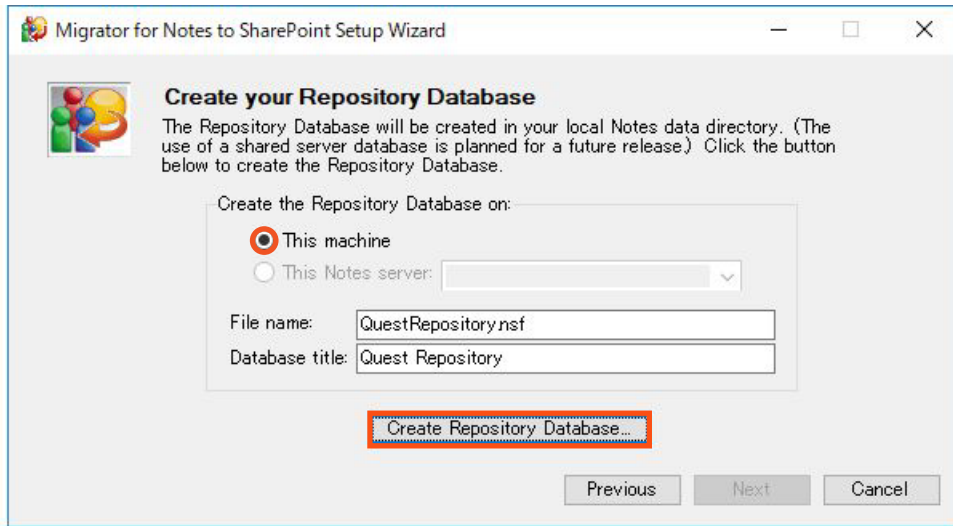 Migrator for Notes to SharePoint Setup Wizard
Create your Repository Database
The Repository Database will be created in your local Notes data directory. (The
use of a shared server database is planned for a future release.) Click the button
below to create the Repository Database.
Create the Repository Database on:
This machine
This Notes server:
File name: QuestRepository.nsf
Database title: Quest Repository
Create Repository Database...
Previous Next Cancel